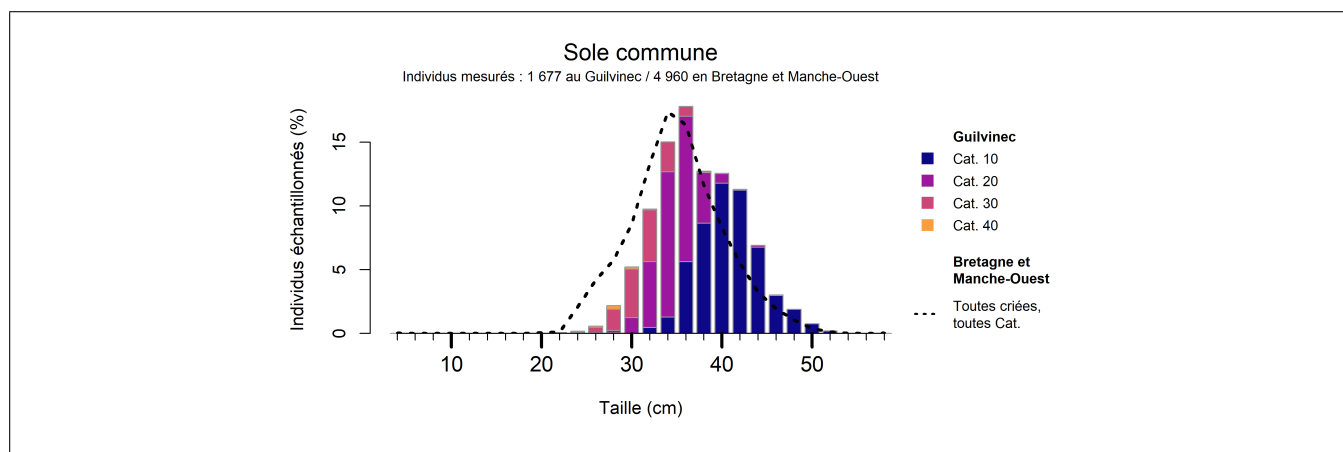 Sole commune
Individus mesurés : 1 677 au Guilvinec / 4 960 en Bretagne et Manche-Ouest
Individus échantillonnés (%)
15
10
5
0
10 20 30 40 50
Taille (cm)
Guilvinec
Cat. 10
Cat. 20
Cat. 30
Cat. 40
Bretagne et
Manche-Ouest
Toutes criées,
toutes Cat.